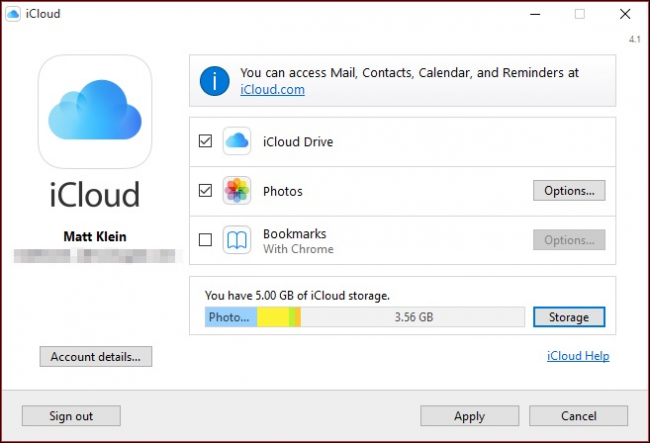 iCloud
4.1
You can access Mail, Contacts, Calendar, and Reminders at
iCloud.com
iCloud
Matt Klein
iCloud Drive
Photos
Options...
Bookmarks
With Chrome
Options...
You have 5.00 GB of iCloud storage.
Photo...
3.56 GB
Storage
Account details...
iCloud Help
Sign out
Apply
Cancel